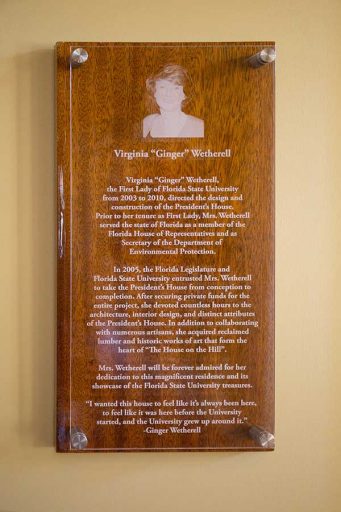 Virginia “Ginger” Wetherell
Virginia “Ginger” Wetherell,
the First Lady of Florida State University
from 2003 to 2010, directed the design and
construction of the President's House.
Prior to her tenure as First Lady, Mrs. Wetherell
served the state of Florida as a member of the
Florida House of Representatives and as
Secretary of the Department of
Environmental Protection.
In 2005, the Florida Legislature and
Florida State University entrusted Mrs. Wetherell
to take the President's House from conception to
completion. After securing private funds for the
entire project, she devoted countless hours to the
architecture, interior design, and distinct attributes
of the President's House. In addition to collaborating
with numerous artisans, she acquired reclaimed
lumber and historic works of art that form the
heart of “The House on the Hill”.
Mrs. Wetherell will be forever admired for her
dedication to this magnificent residence and its
showcase of the Florida State University treasures.
“I wanted this house to feel like it's always been here,
to feel like it was here before the University
started, and the University grew up around it.”
-Ginger Wetherell